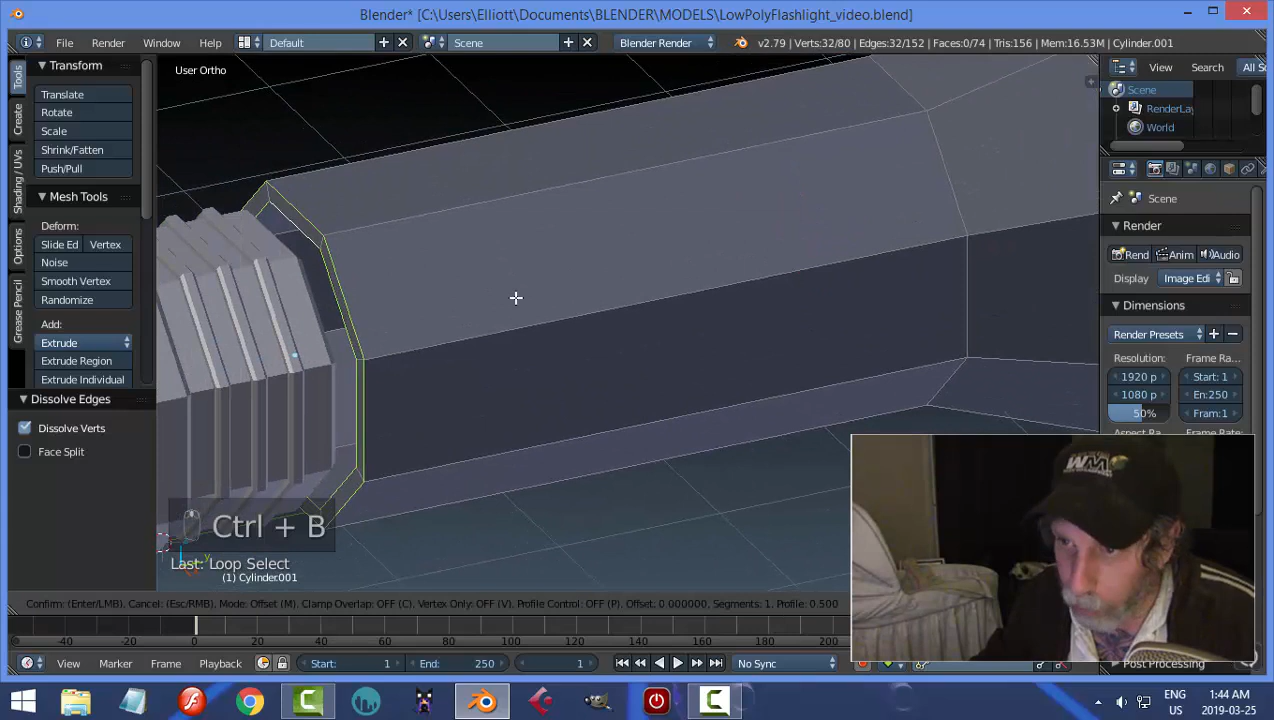 Blender* [C:\Users\Elliott\Documents\BLENDER\MODELS\LowPolyFlashlight_video.blend]
File Render Window Help Default Scene Blender Render v2.79 | Verts:32/80 | Edges:32/152 | Faces:0/74 | Tris:156 | Mem:16.53M | Cylinder.001
Tools
Create
Shading / UVs
Options
Grease Pencil
Transform
Translate
Rotate
Scale
Shrink/Fatten
Push/Pull
Mesh Tools
Deform:
Slide Ed Vertex
Noise
Smooth Vertex
Randomize
Add:
Extrude
Extrude Region
Extrude Individual
Dissolve Edges
Dissolve Verts
Face Split
User Ortho
Ctrl + B
Last: Loop Select
(1) Cylinder.001
y
Confirm: (Enter/LMB), Cancel: (Esc/RMB), Mode: Offset (M), Clamp Overlap: OFF (C), Vertex Only: OFF (V), Profile Control: OFF (P), Offset: 0.000000, Segments: 1, Profile: 0.500
View Search All S
Scene
RenderLay
World
Scene
Render
Rend Anim Audio
Display Image Edi
Dimensions
Render Presets
Resolution: Frame Ra...
1920 p Start: 1
1080 p En:250
50% Fram:1
Aspect Ra
Post Processing
WM
-40 -20 0 20 40 60 80 100 120 140 160 180 200
View Marker Frame Playback Start: 1 End: 250 1 No Sync
ENG
US
1:44 AM
2019-03-25